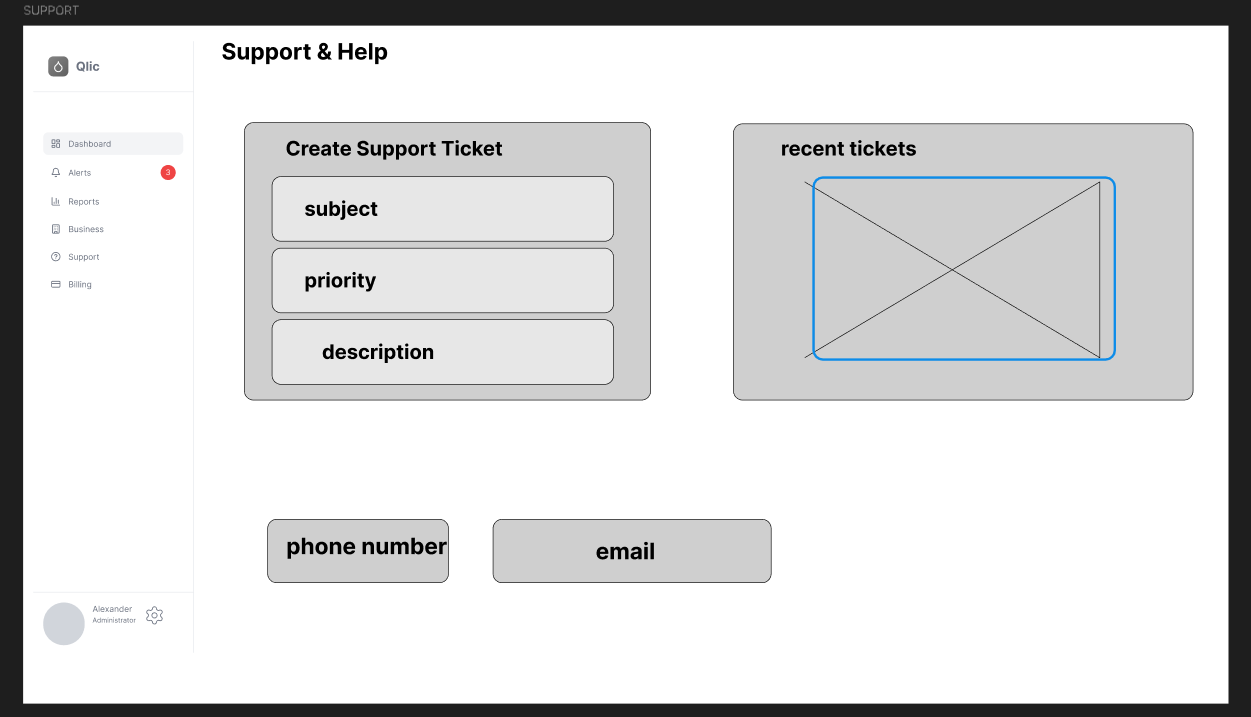 SUPPORT
Qlic
Support & Help
Dashboard
Alerts
3
Reports
Business
Support
Billing
Create Support Ticket
subject
priority
description
recent tickets
phone number
email
Alexander
Administrator